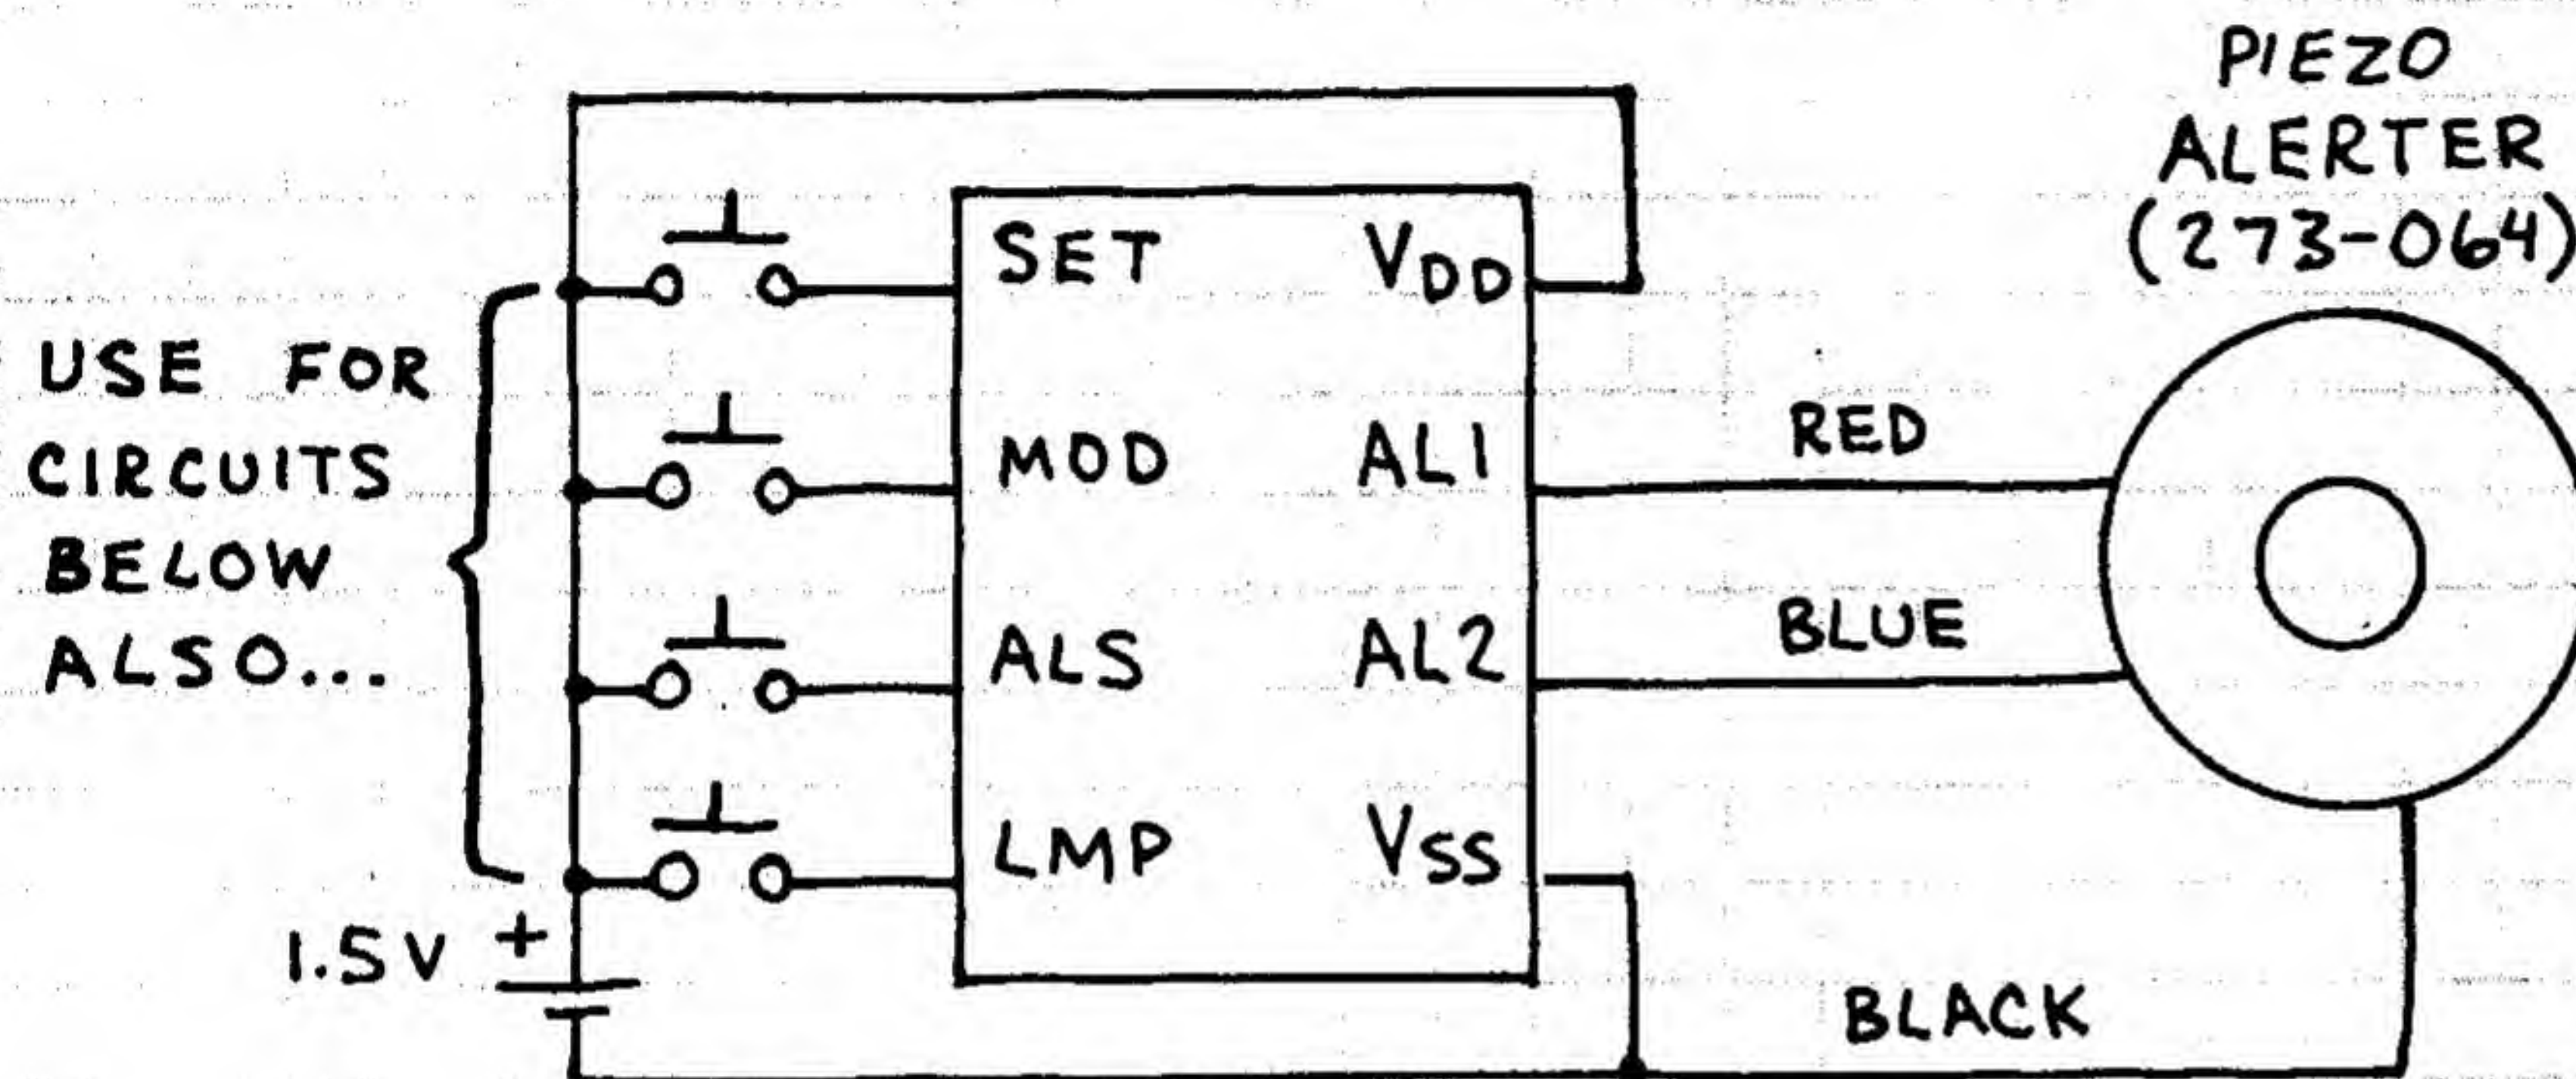 PIEZO
ALERTER
(273-064)
USE FOR
CIRCUITS
BELOW
ALSO...
SET
VDD
MOD
AL1
RED
ALS
AL2
BLUE
LMP
VSS
1.5V +
BLACK